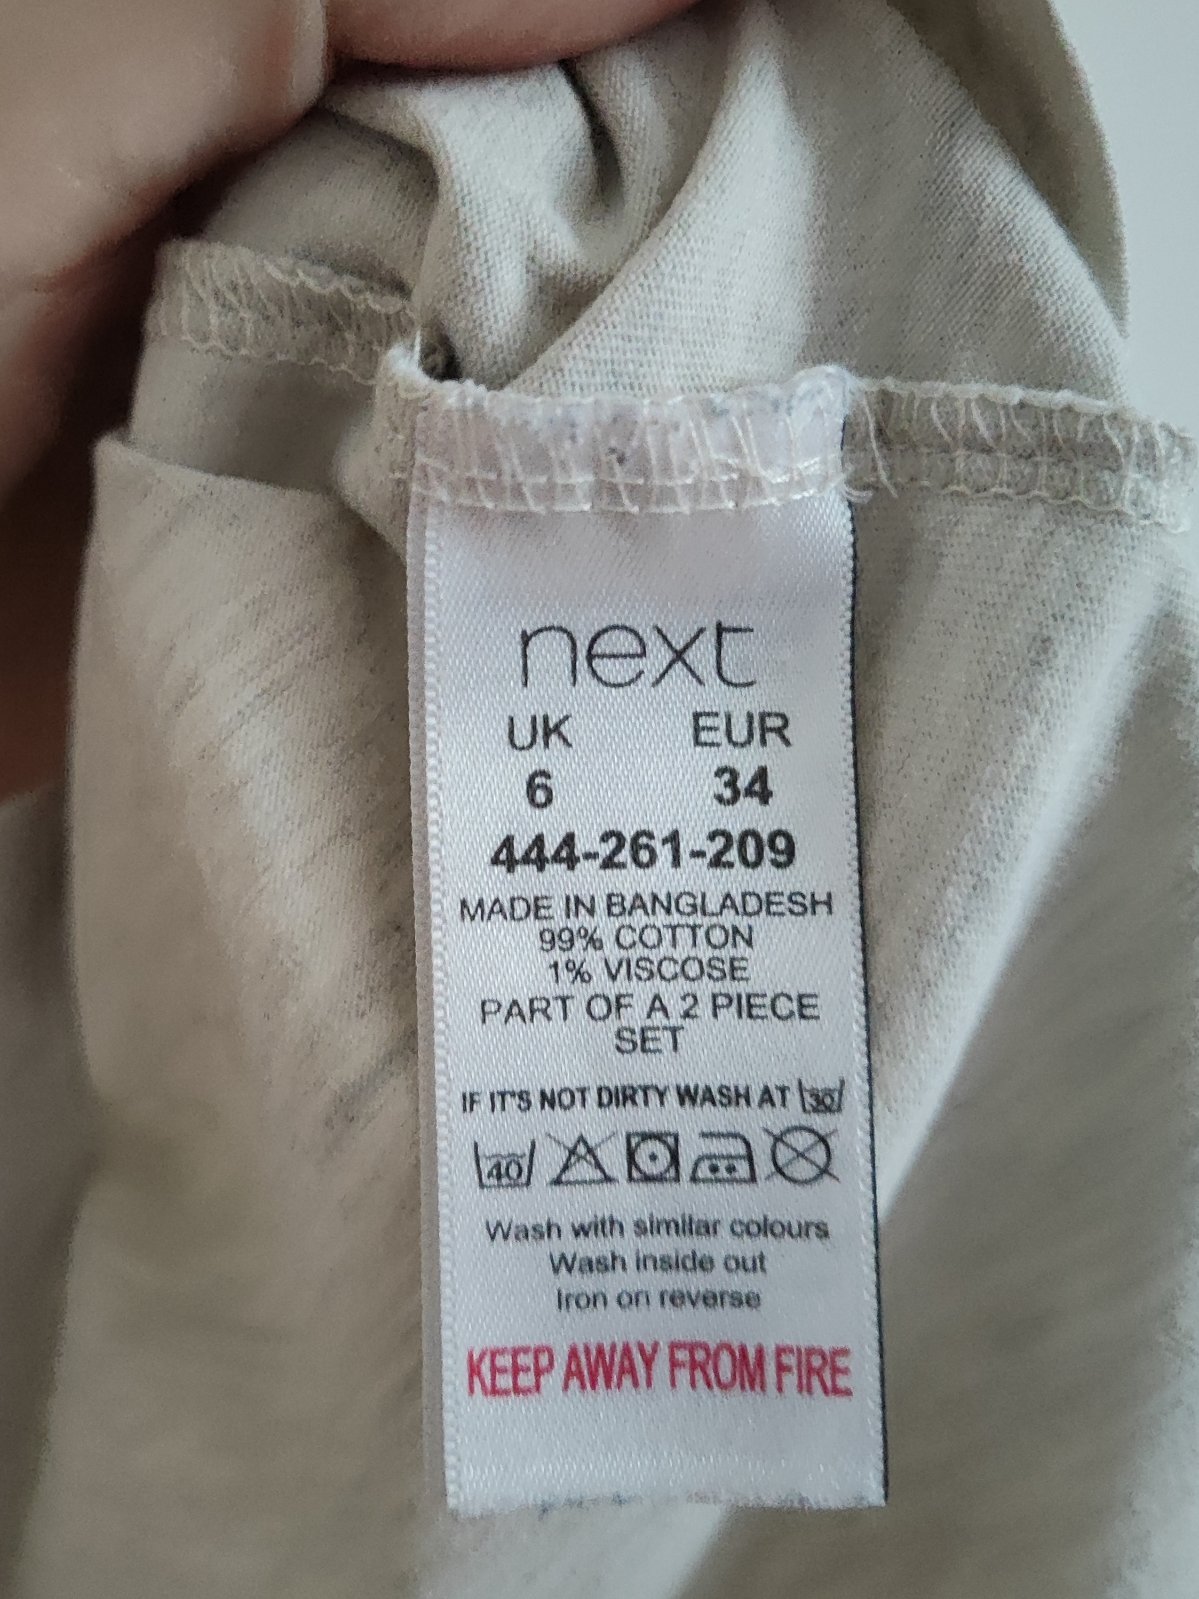 next
UK EUR
6 34
444-261-209
MADE IN BANGLADESH
99% COTTON
1% VISCOSE
PART OF A 2 PIECE
SET
IF IT'S NOT DIRTY WASH AT 30
40
Wash with similar colours
Wash inside out
Iron on reverse
KEEP AWAY FROM FIRE